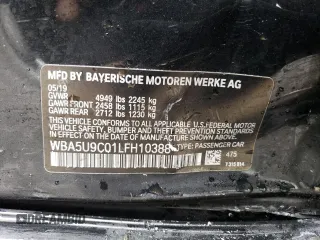 MFD BY BAYERISCHE MOTOREN WERKE AG
05/19
GVWR 4949 lbs 2245 kg
GAWR FRONT 2458 lbs 1115 kg
GAWR REAR 2712 lbs 1230 kg
THIS VEHICLE CONFORMS TO ALL APPLICABLE
U.S. FEDERAL MOTOR VEHICLE SAFETY, BUMPER
AND THEFT PREVENTION STANDARDS IN EFFECT ON
THE DATE OF MANUFACTURE SHOWN ABOVE.
WBA5U9C01LFH10388 TYPE: PASSENGER CAR
475